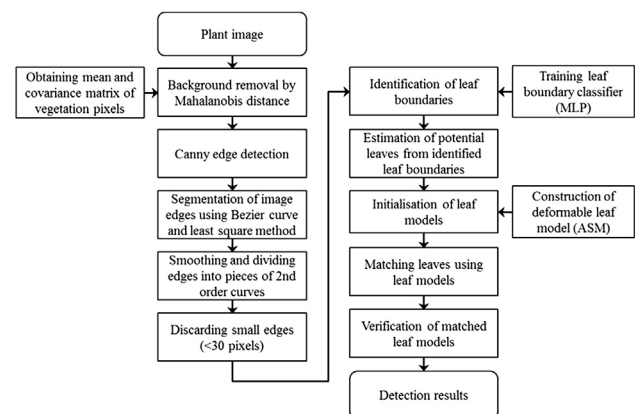 Plant image
Obtaining mean and
covariance matrix of
vegetation pixels
Background removal by
Mahalanobis distance
Canny edge detection
Segmentation of image
edges using Bezier curve
and least square method
Smoothing and dividing
edges into pieces of 2nd
order curves
Discarding small edges
(<30 pixels)
Identification of leaf
boundaries
Training leaf
boundary classifier
(MLP)
Estimation of potential
leaves from identified
leaf boundaries
Initialisation of leaf
models
Construction of
deformable leaf
model (ASM)
Matching leaves using
leaf models
Verification of matched
leaf models
Detection results